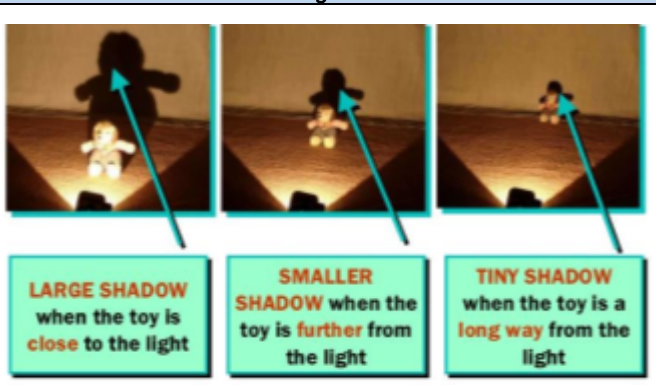 LARGE SHADOW
when the toy is
close to the light
SMALLER
SHADOW when the
toy is further from
the light
TINY SHADOW
when the toy is a
long way from the
light